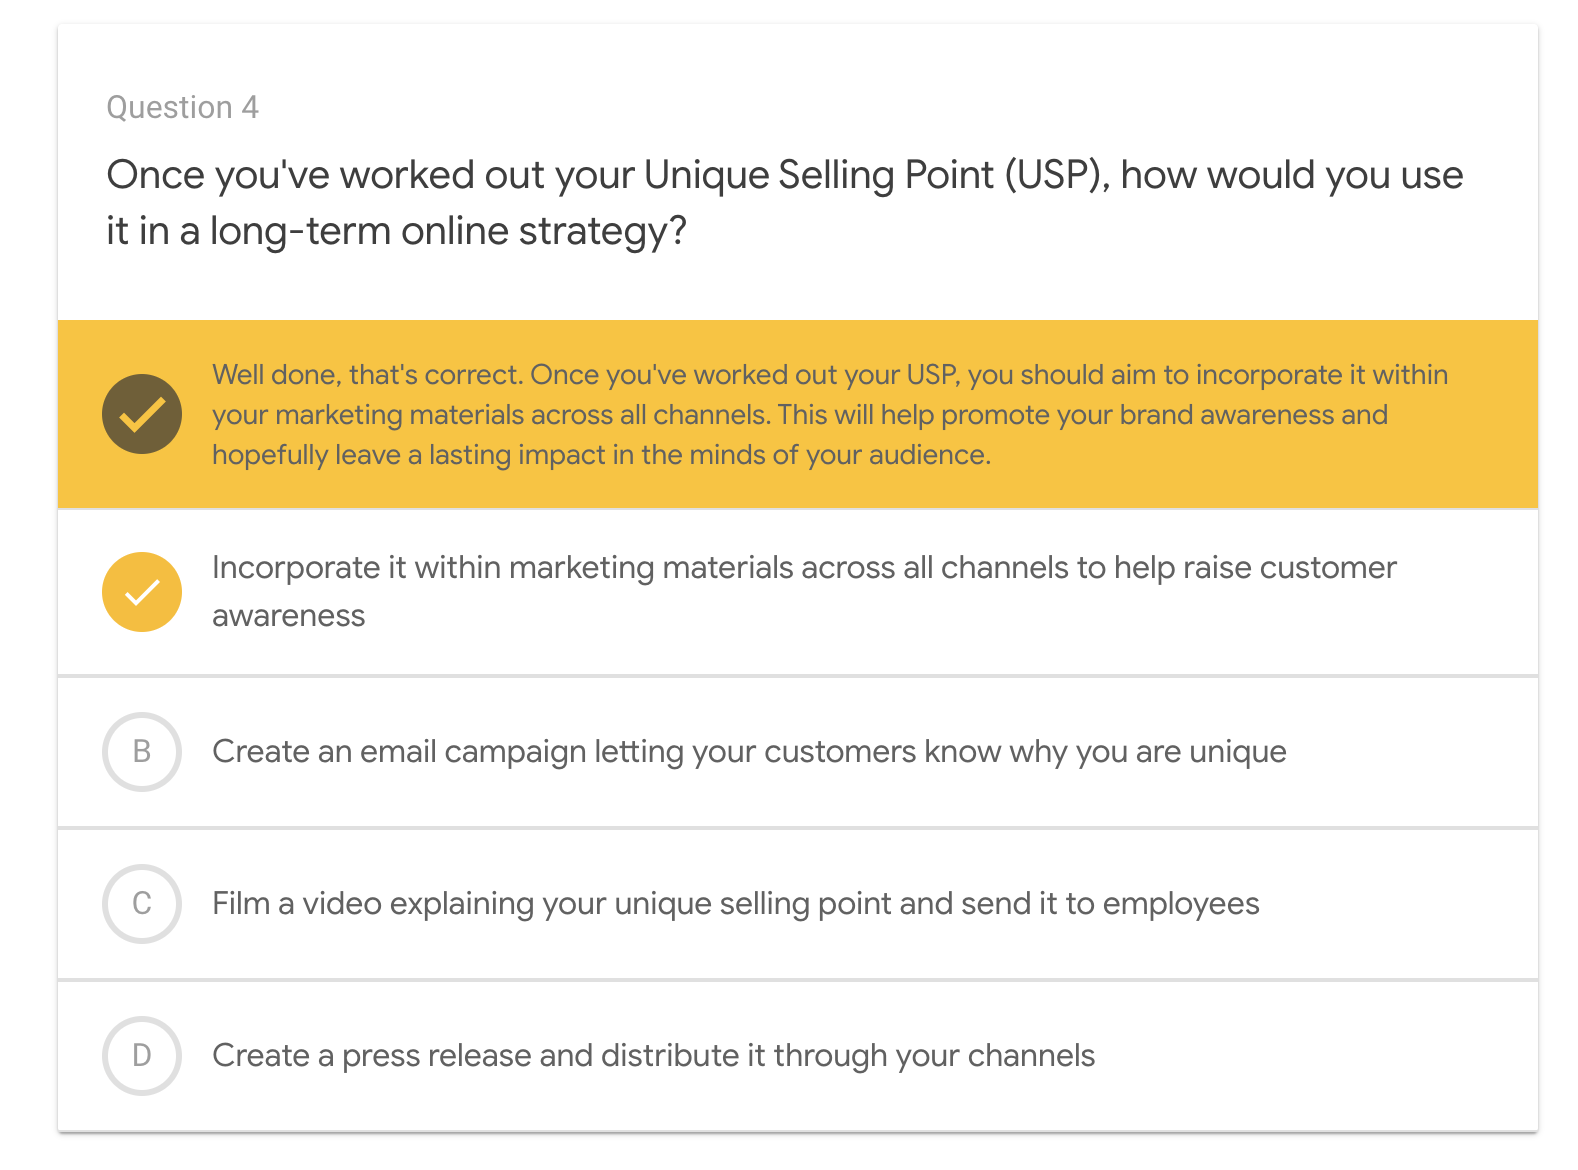 Question 4
Once you've worked out your Unique Selling Point (USP), how would you use
it in a long-term online strategy?
Well done, that's correct. Once you've worked out your USP, you should aim to incorporate it within
your marketing materials across all channels. This will help promote your brand awareness and
hopefully leave a lasting impact in the minds of your audience.
Incorporate it within marketing materials across all channels to help raise customer
awareness
B Create an email campaign letting your customers know why you are unique
C Film a video explaining your unique selling point and send it to employees
D Create a press release and distribute it through your channels